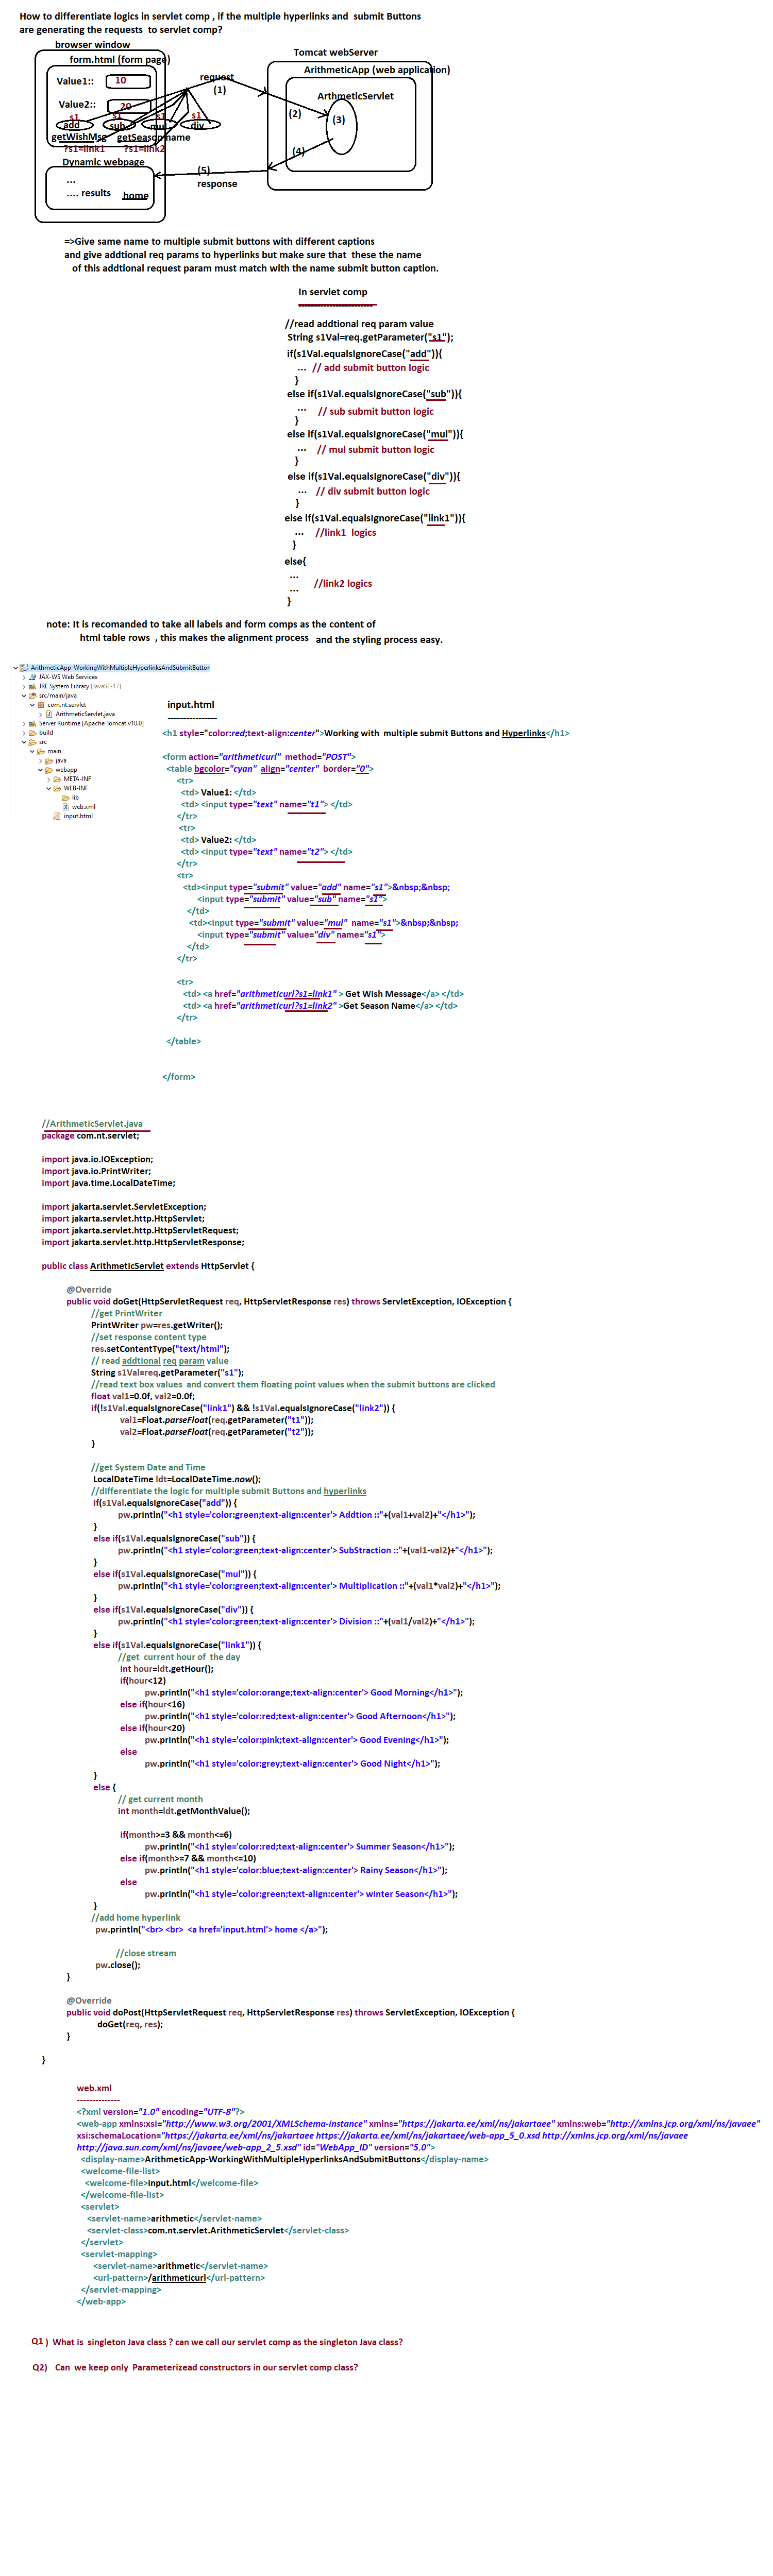 How to differentiate logics in servlet comp , if the multiple hyperlinks and  submit Buttons
are generating the requests  to servlet comp?
browser window
Tomcat webServer
form.html (form page)
ArithmeticApp (web application)
Value1::  10
request
(1)
ArithmeticServlet
Value2::  20
(2)
(3)
s1  s1  s1  s1
add  sub  mul  div
getWishMsg  getSeason name
?s1=link1  ?s1=link2
(4)
Dynamic webpage
(5)
response
...
.... results  home
=>Give same name to multiple submit buttons with different captions
and give addtional req params to hyperlinks but make sure that  these the name
of this addtional request param must match with the name submit button caption.
In servlet comp
-------------------------
//read addtional req param value
String s1Val=req.getParameter("s1");
if(s1Val.equalsIgnoreCase("add")){
...  // add submit button logic
}
else if(s1Val.equalsIgnoreCase("sub")){
...  // sub submit button logic
}
else if(s1Val.equalsIgnoreCase("mul")){
...  // mul submit button logic
}
else if(s1Val.equalsIgnoreCase("div")){
...  // div submit button logic
}
else if(s1Val.equalsIgnoreCase("link1")){
...  //link1  logics
}
else{
...
...  //link2 logics
}
note: It is recomanded to take all labels and form comps as the content of
html table rows  , this makes the alignment process  and the styling process easy.
ArithmeticApp-WorkingWithMultipleHyperlinksAndSubmitButtor
JAX-WS Web Services
JRE System Library [JavaSE-17]
src/main/java
com.nt.servlet
ArithmeticServlet.java
Server Runtime [Apache Tomcat v10.0]
build
src
main
java
webapp
META-INF
WEB-INF
lib
web.xml
input.html
input.html
----------------
<h1 style="color:red;text-align:center">Working with  multiple submit Buttons and Hyperlinks</h1>
<form action="arithmeticurl"  method="POST">
<table bgcolor="cyan"  align="center"  border="0">
<tr>
<td> Value1: </td>
<td> <input type="text" name="t1"> </td>
</tr>
<tr>
<td> Value2: </td>
<td> <input type="text" name="t2"> </td>
</tr>
<tr>
<td><input type="submit" value="add" name="s1">&nbsp;&nbsp;
<input type="submit" value="sub" name="s1">
</td>
<td><input type="submit" value="mul"  name="s1">&nbsp;&nbsp;
<input type="submit" value="div" name="s1">
</td>
</tr>
<tr>
<td> <a href="arithmeticurl?s1=link1" > Get Wish Message</a> </td>
<td> <a href="arithmeticurl?s1=link2" >Get Season Name</a> </td>
</tr>
</table>
</form>
//ArithmeticServlet.java
package com.nt.servlet;
import java.io.IOException;
import java.io.PrintWriter;
import java.time.LocalDateTime;
import jakarta.servlet.ServletException;
import jakarta.servlet.http.HttpServlet;
import jakarta.servlet.http.HttpServletRequest;
import jakarta.servlet.http.HttpServletResponse;
public class ArithmeticServlet extends HttpServlet {
@Override
public void doGet(HttpServletRequest req, HttpServletResponse res) throws ServletException, IOException {
//get PrintWriter
PrintWriter pw=res.getWriter();
//set response content type
res.setContentType("text/html");
// read addtional req param value
String s1Val=req.getParameter("s1");
//read text box values  and convert them floating point values when the submit buttons are clicked
float val1=0.0f, val2=0.0f;
if(!s1Val.equalsIgnoreCase("link1") && !s1Val.equalsIgnoreCase("link2")) {
val1=Float.parseFloat(req.getParameter("t1"));
val2=Float.parseFloat(req.getParameter("t2"));
}
//get System Date and Time
LocalDateTime ldt=LocalDateTime.now();
//differentiate the logic for multiple submit Buttons and hyperlinks
if(s1Val.equalsIgnoreCase("add")) {
pw.println("<h1 style='color:green;text-align:center'> Addtion ::"+(val1+val2)+"</h1>");
}
else if(s1Val.equalsIgnoreCase("sub")) {
pw.println("<h1 style='color:green;text-align:center'> SubStraction ::"+(val1-val2)+"</h1>");
}
else if(s1Val.equalsIgnoreCase("mul")) {
pw.println("<h1 style='color:green;text-align:center'> Multiplication ::"+(val1*val2)+"</h1>");
}
else if(s1Val.equalsIgnoreCase("div")) {
pw.println("<h1 style='color:green;text-align:center'> Division ::"+(val1/val2)+"</h1>");
}
else if(s1Val.equalsIgnoreCase("link1")) {
//get  current hour of  the day
int hour=ldt.getHour();
if(hour<12)
pw.println("<h1 style='color:orange;text-align:center'> Good Morning</h1>");
else if(hour<16)
pw.println("<h1 style='color:red;text-align:center'> Good Afternoon</h1>");
else if(hour<20)
pw.println("<h1 style='color:pink;text-align:center'> Good Evening</h1>");
else
pw.println("<h1 style='color:grey;text-align:center'> Good Night</h1>");
}
else {
// get current month
int month=ldt.getMonthValue();
if(month>=3 && month<=6)
pw.println("<h1 style='color:red;text-align:center'> Summer Season</h1>");
else if(month>=7 && month<=10)
pw.println("<h1 style='color:blue;text-align:center'> Rainy Season</h1>");
else
pw.println("<h1 style='color:green;text-align:center'> winter Season</h1>");
}
//add home hyperlink
pw.println("<br> <br>  <a href='input.html'> home </a>");
//close stream
pw.close();
}
@Override
public void doPost(HttpServletRequest req, HttpServletResponse res) throws ServletException, IOException {
doGet(req, res);
}
}
web.xml
--------------
<?xml version="1.0" encoding="UTF-8"?>
<web-app xmlns:xsi="http://www.w3.org/2001/XMLSchema-instance" xmlns="https://jakarta.ee/xml/ns/jakartaee" xmlns:web="http://xmlns.jcp.org/xml/ns/javaee"
xsi:schemaLocation="https://jakarta.ee/xml/ns/jakartaee https://jakarta.ee/xml/ns/jakartaee/web-app_5_0.xsd http://xmlns.jcp.org/xml/ns/javaee
http://java.sun.com/xml/ns/javaee/web-app_2_5.xsd" id="WebApp_ID" version="5.0">
<display-name>ArithmeticApp-WorkingWithMultipleHyperlinksAndSubmitButtons</display-name>
<welcome-file-list>
<welcome-file>input.html</welcome-file>
</welcome-file-list>
<servlet>
<servlet-name>arithmetic</servlet-name>
<servlet-class>com.nt.servlet.ArithmeticServlet</servlet-class>
</servlet>
<servlet-mapping>
<servlet-name>arithmetic</servlet-name>
<url-pattern>/arithmeticurl</url-pattern>
</servlet-mapping>
</web-app>
Q1 )  What is  singleton Java class ? can we call our servlet comp as the singleton Java class?
Q2)   Can  we keep only  Parameterizead constructors in our servlet comp class?